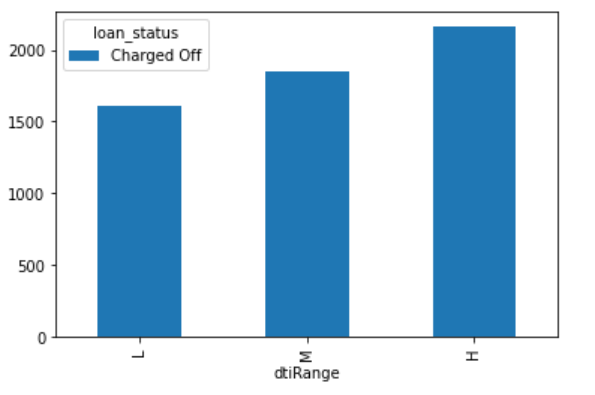 loan_status
Charged Off
2000
1500
1000
500
0
L
M
H
dtiRange